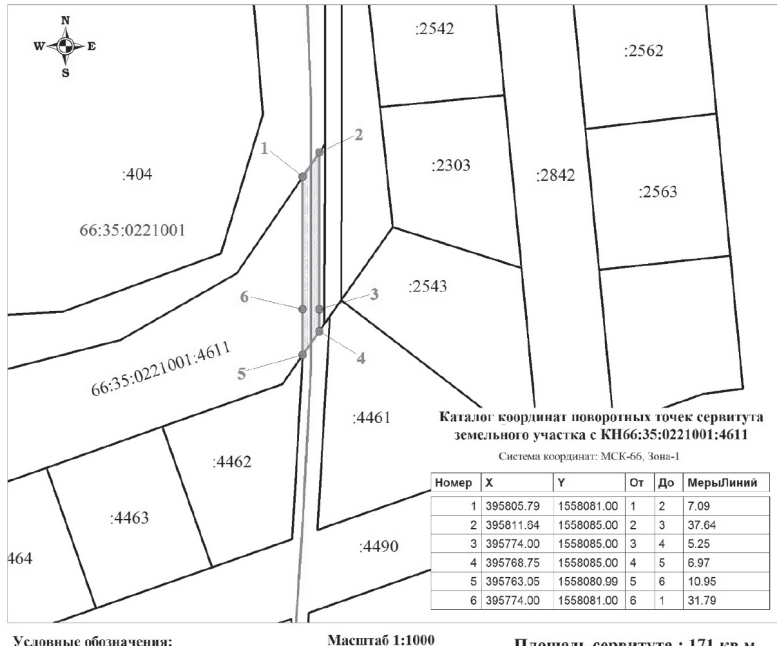 N
W E
S
:2542
:2562
1
2
:404
:2303
:2842
:2563
66:35:0221001
:2543
6
3
5
4
66:35:0221001:4611
:4461
:4462
:4463
464
:4490
Каталог координат поворотных точек сервитута
земельного участка с КН66:35:0221001:4611
Система координат: МСК-66, Зона-1
Номер X Y От До МерыЛиний
1 395805.79 1558081.00 1 2 7.09
2 395811.64 1558085.00 2 3 37.64
3 395774.00 1558085.00 3 4 5.25
4 395768.75 1558085.00 4 5 6.97
5 395763.05 1558080.99 5 6 10.95
6 395774.00 1558081.00 6 1 31.79
Условные обозначения:
Масштаб 1:1000
Площадь сервитута : 171 кв.м